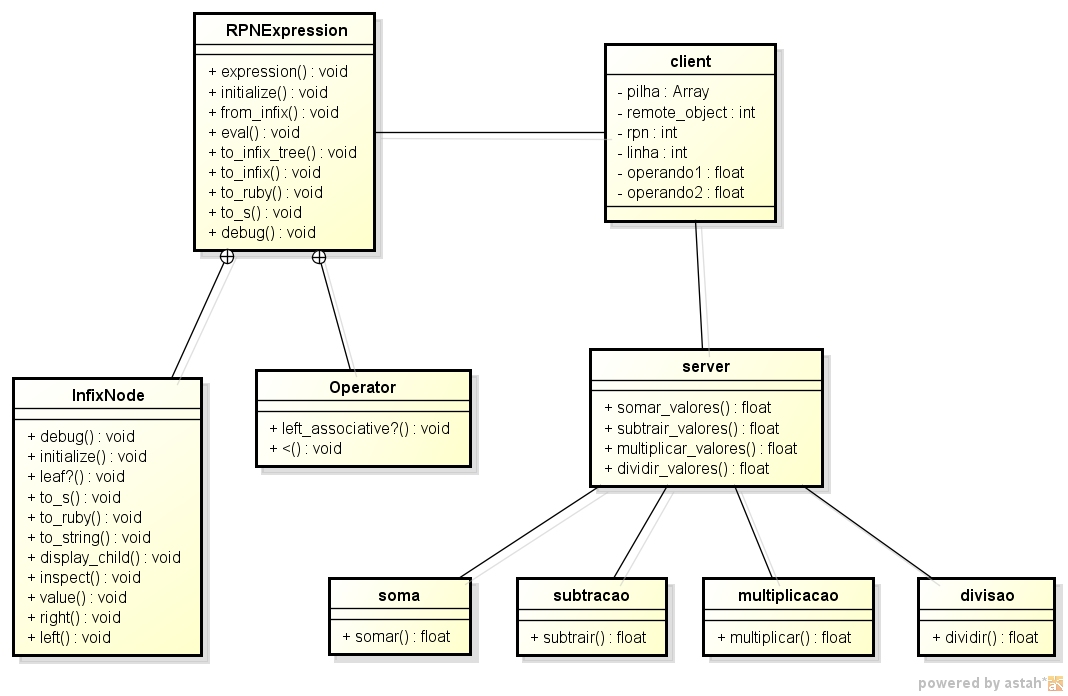 RPNExpression
+ expression() : void
+ initialize() : void
+ from_infix() : void
+ eval() : void
+ to_infix_tree() : void
+ to_infix() : void
+ to_ruby() : void
+ to_s() : void
+ debug() : void
client
- pilha : Array
- remote_object : int
- rpn : int
- linha : int
- operando1 : float
- operando2 : float
InfixNode
+ debug() : void
+ initialize() : void
+ leaf?() : void
+ to_s() : void
+ to_ruby() : void
+ to_string() : void
+ display_child() : void
+ inspect() : void
+ value() : void
+ right() : void
+ left() : void
Operator
+ left_associative?() : void
+ <() : void
server
+ somar_valores() : float
+ subtrair_valores() : float
+ multiplicar_valores() : float
+ dividir_valores() : float
soma
+ somar() : float
subtracao
+ subtrair() : float
multiplicacao
+ multiplicar() : float
divisao
+ dividir() : float
powered by astah*